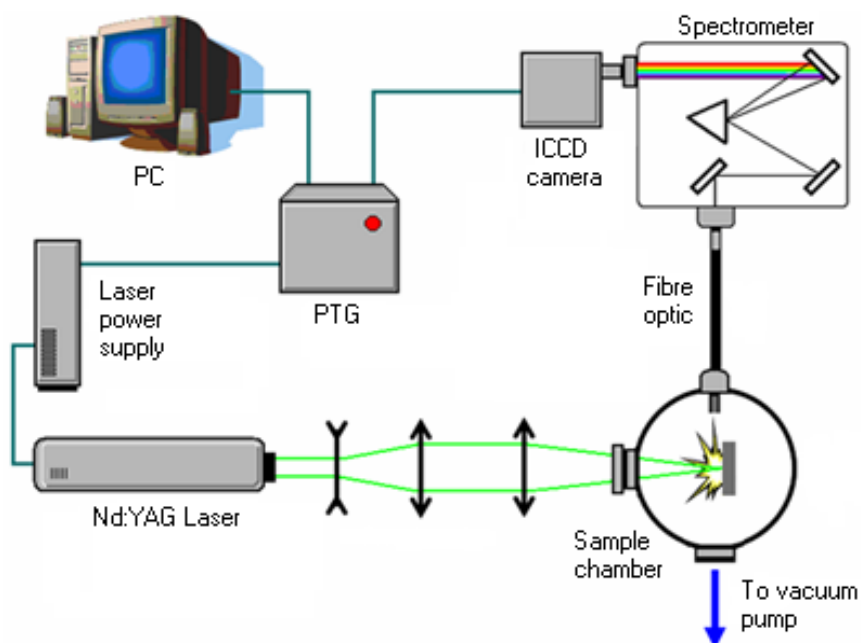 Spectrometer
PC
ICCD
camera
PTG
Laser
power
supply
Fibre
optic
Nd:YAG Laser
Sample
chamber
To vacuum
pump